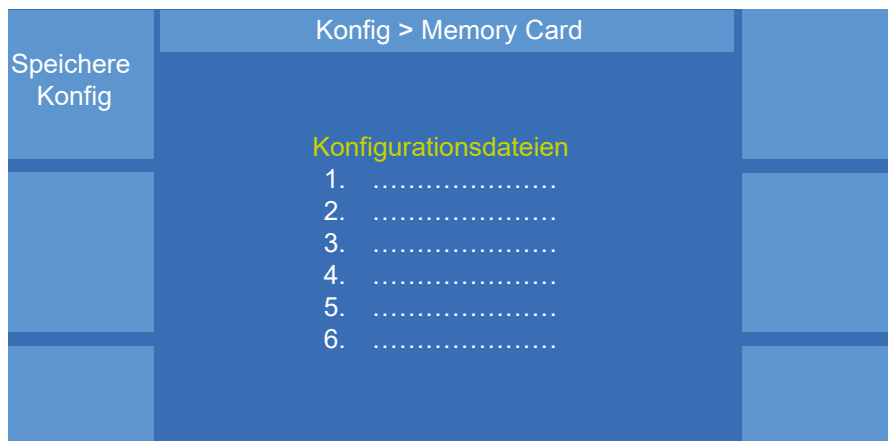 Konfig > Memory Card
Speichere
Konfig
Konfigurationsdateien
1. .....................
2. .....................
3. .....................
4. .....................
5. .....................
6. .....................